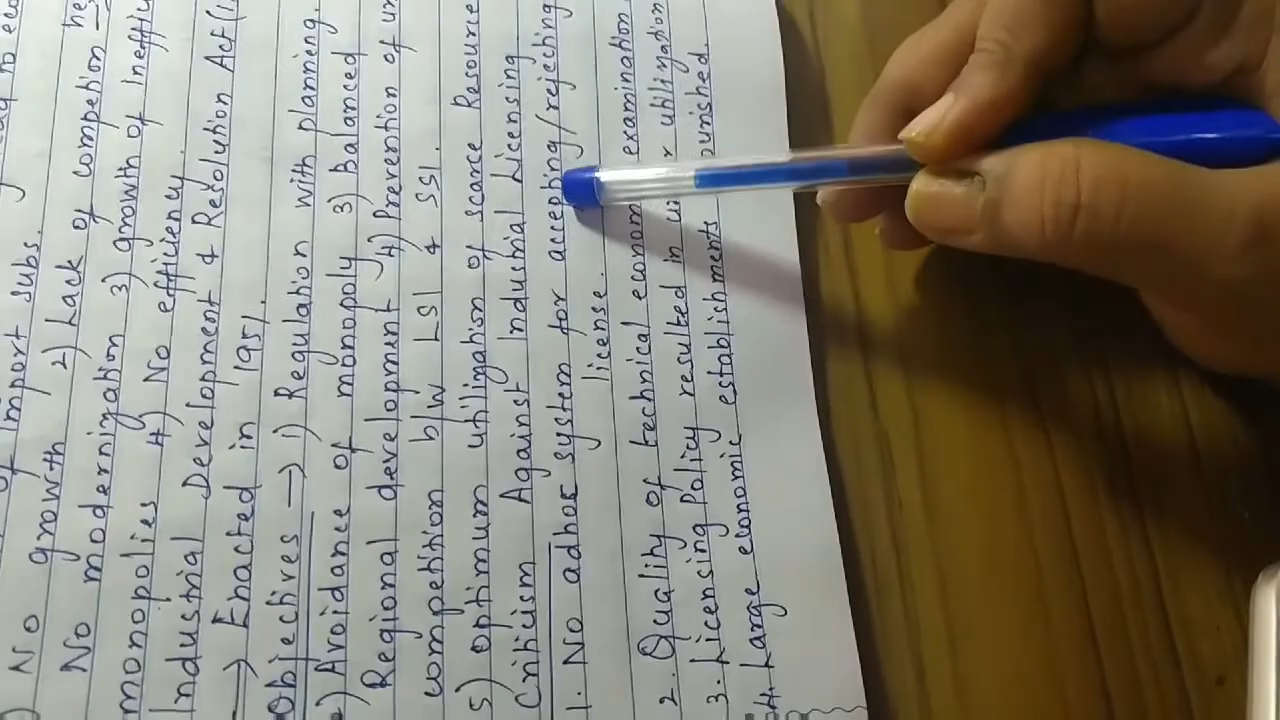 of import subs.
No growth 2) Lack of competion
No modernization 3) growth of ineffi
monopolies 4) No efficiency.
Industrial Development & Resolution Act (1
→ Enacted in 1951.
Objectives → 1) Regulation with planning.
2) Avoidance of monopoly 3) balanced
Regional development 4) Prevention of un
competition b/w LSI & SSI.
5) optimum utilization of scarce Resource
Criticism Against Industrial Licensing
1. No adhoc system for accepting/rejecting
license.
2. Quality of technical econom examination
3. Licensing Policy resulted in utilization
4. Large economic establishments punished.